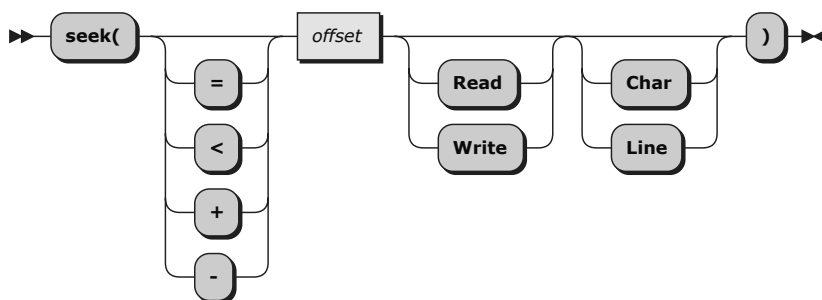 seek( offset )
= Read Char
< Write Line
+
-